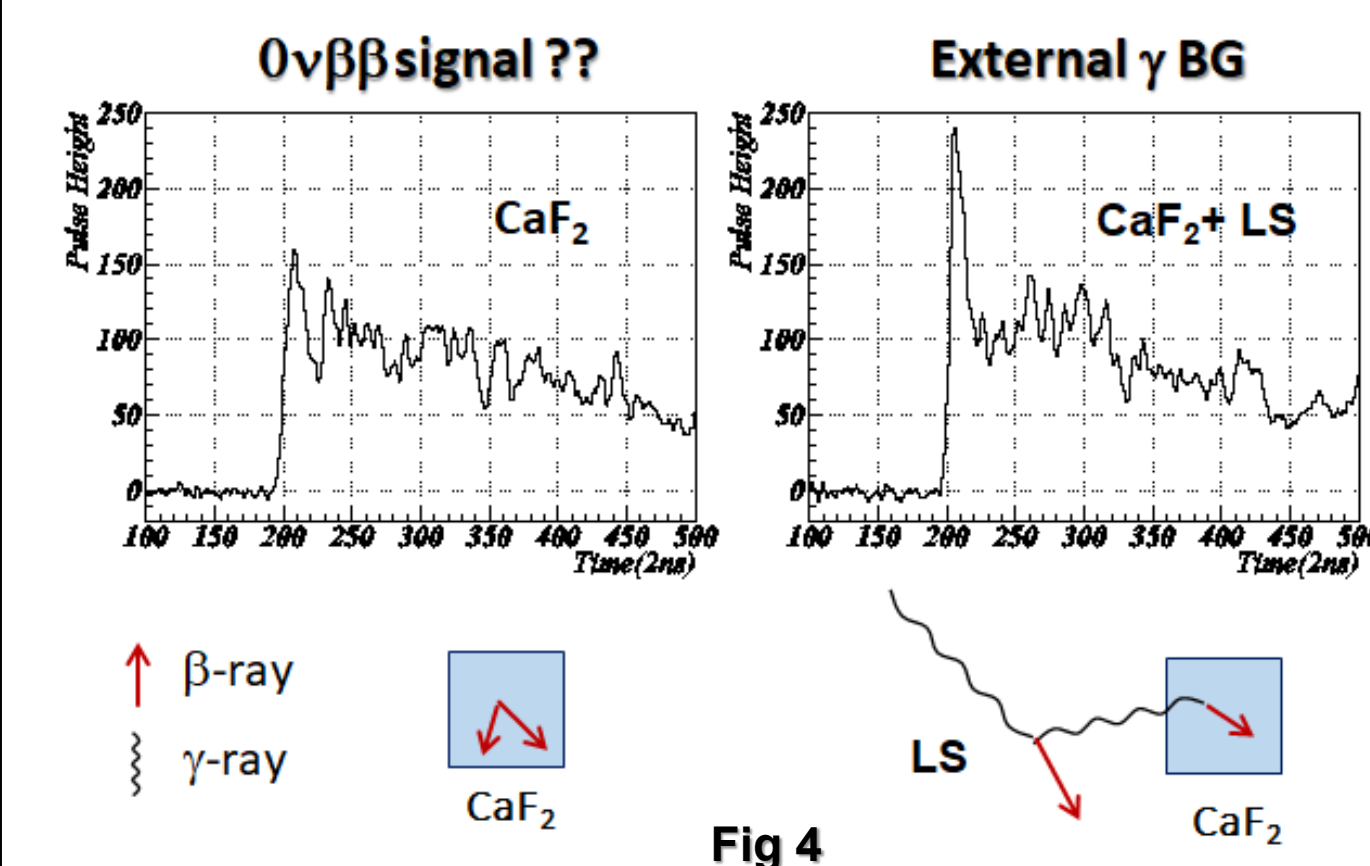 0νββ signal ??
External γ BG
Pulse Height
250
200
150
100
50
0
CaF₂
100 150 200 250 300 350 400 450 500
Time(2ns)
Pulse Height
250
200
150
100
50
0
CaF₂+ LS
100 150 200 250 300 350 400 450 50
Time(2ns)
β-ray
γ-ray
CaF₂
LS
CaF₂
Fig 4